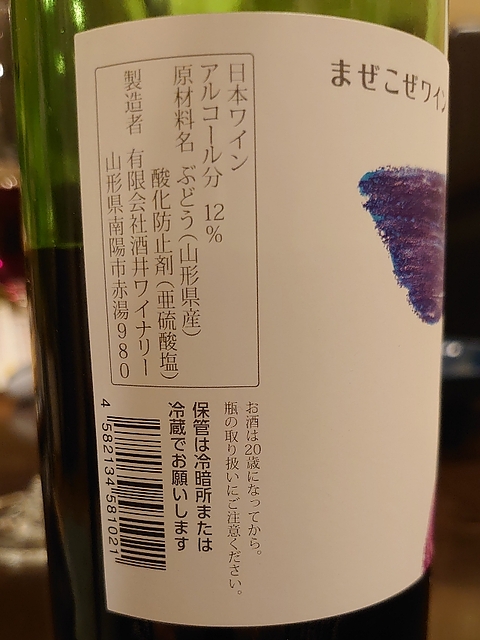 まぜこぜワイン
日本ワイン
アルコール分 12%
原材料名 ぶどう(山形県産)
酸化防止剤(亜硫酸塩)
製造者 有限会社酒井ワイナリー
山形県南陽市赤湯980
お酒は20歳になってから。
瓶の取り扱いにご注意ください。
保管は冷暗所または
冷蔵でお願いします
4582134581021